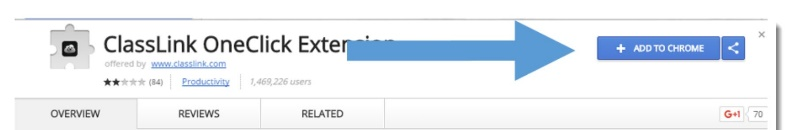 ClassLink OneClick Extension
+ ADD TO CHROME
offered by www.classlink.com
(84) Productivity 1,469,226 users
OVERVIEW REVIEWS RELATED
G+1 70